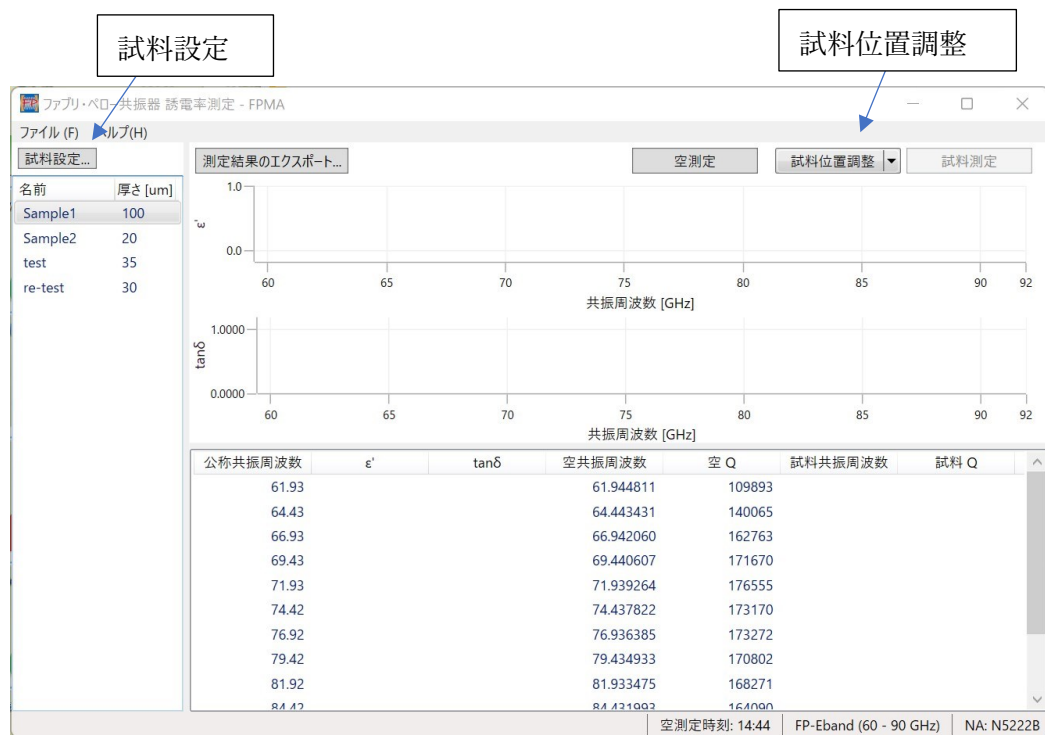 試料設定
試料位置調整
FP ファブリ・ペロー共振器 誘電率測定 - FPMA
ファイル (F) ヘルプ(H)
試料設定... 測定結果のエクスポート... 空測定 試料位置調整 試料測定
名前 厚さ [um]
Sample1 100
Sample2 20
test 35
re-test 30
1.0
ε'
0.0
60 65 70 75 80 85 90 92
共振周波数 [GHz]
1.0000
tanδ
0.0000
60 65 70 75 80 85 90 92
共振周波数 [GHz]
公称共振周波数 ε' tanδ 空共振周波数 空 Q 試料共振周波数 試料 Q
61.93 61.944811 109893
64.43 64.443431 140065
66.93 66.942060 162763
69.43 69.440607 171670
71.93 71.939264 176555
74.42 74.437822 173170
76.92 76.936385 173272
79.42 79.434933 170802
81.92 81.933475 168271
84.42 84.431993 164090
空測定時刻: 14:44 FP-Eband (60 - 90 GHz) NA: N5222B